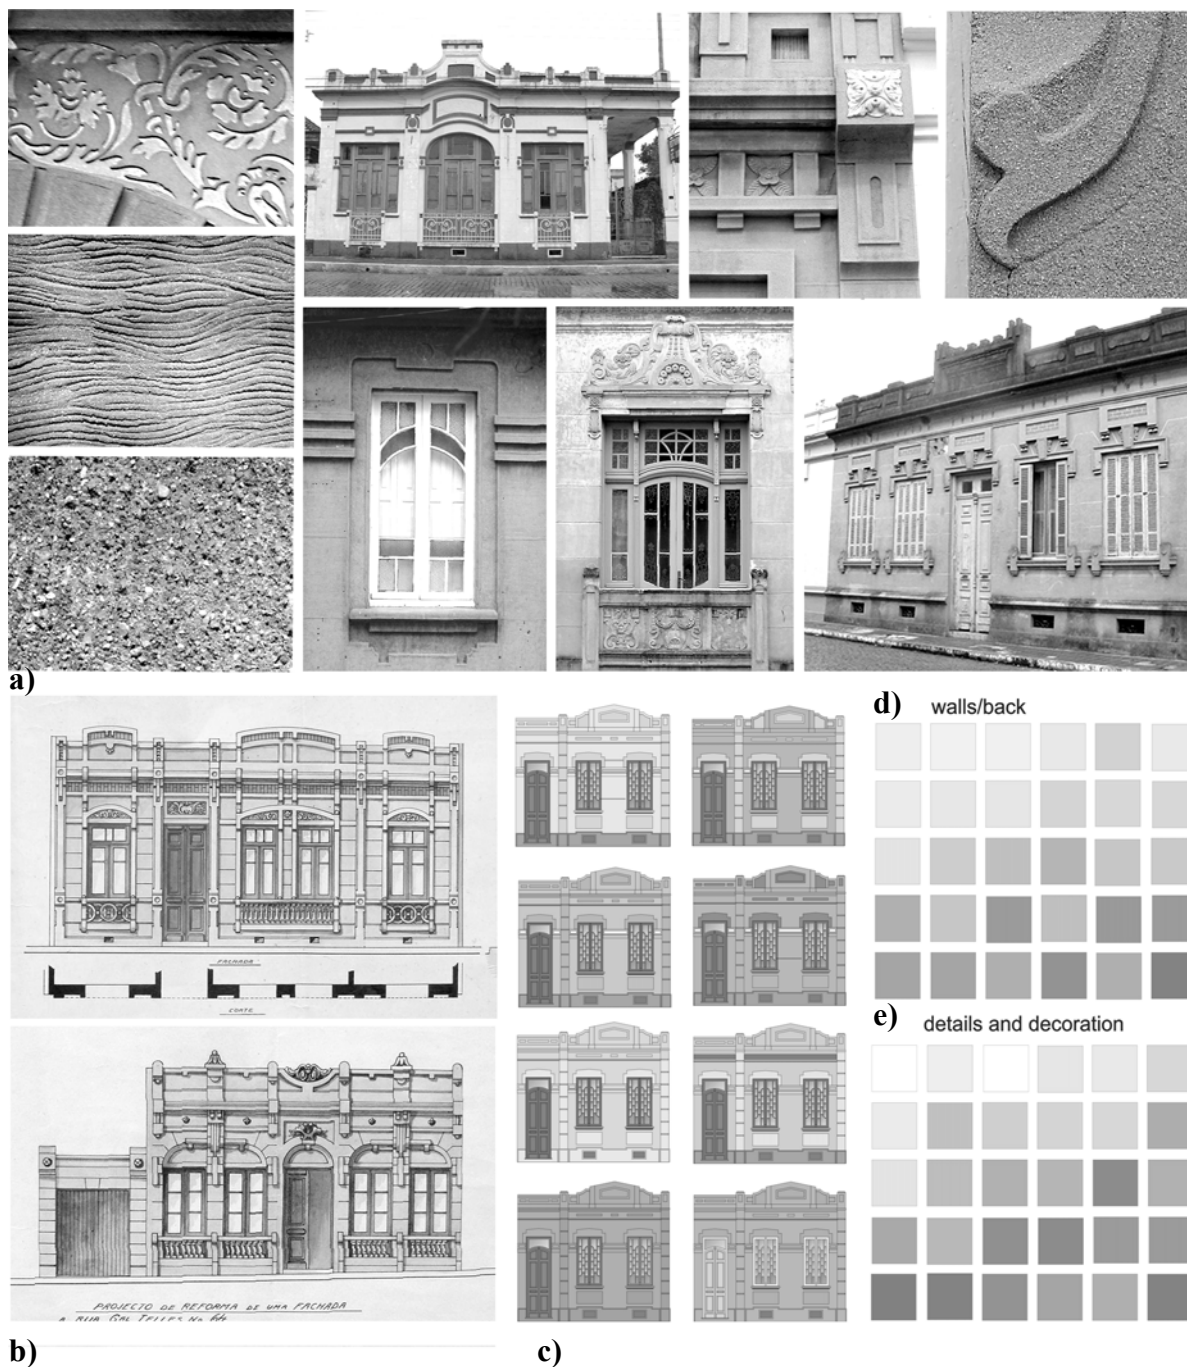 a)
d)
walls/back
FACHADA
CORTE
e)
details and decoration
PROJECTO DE REFORMA DE UMA FACHADA
A RUA GAL TELLES No 64
b)
c)